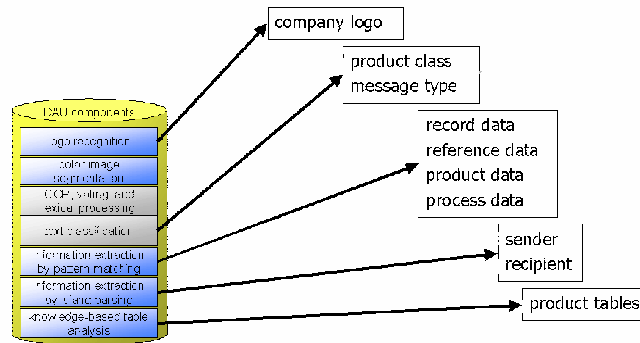 company logo
product class
message type
record data
reference data
product data
process data
sender
recipient
product tables
DAU components
logo recognition
color image
segmentation
OCR, voting, and
lexical processing
text classification
information extraction
by pattern matching
information extraction
by island parsing
knowledge-based table
analysis